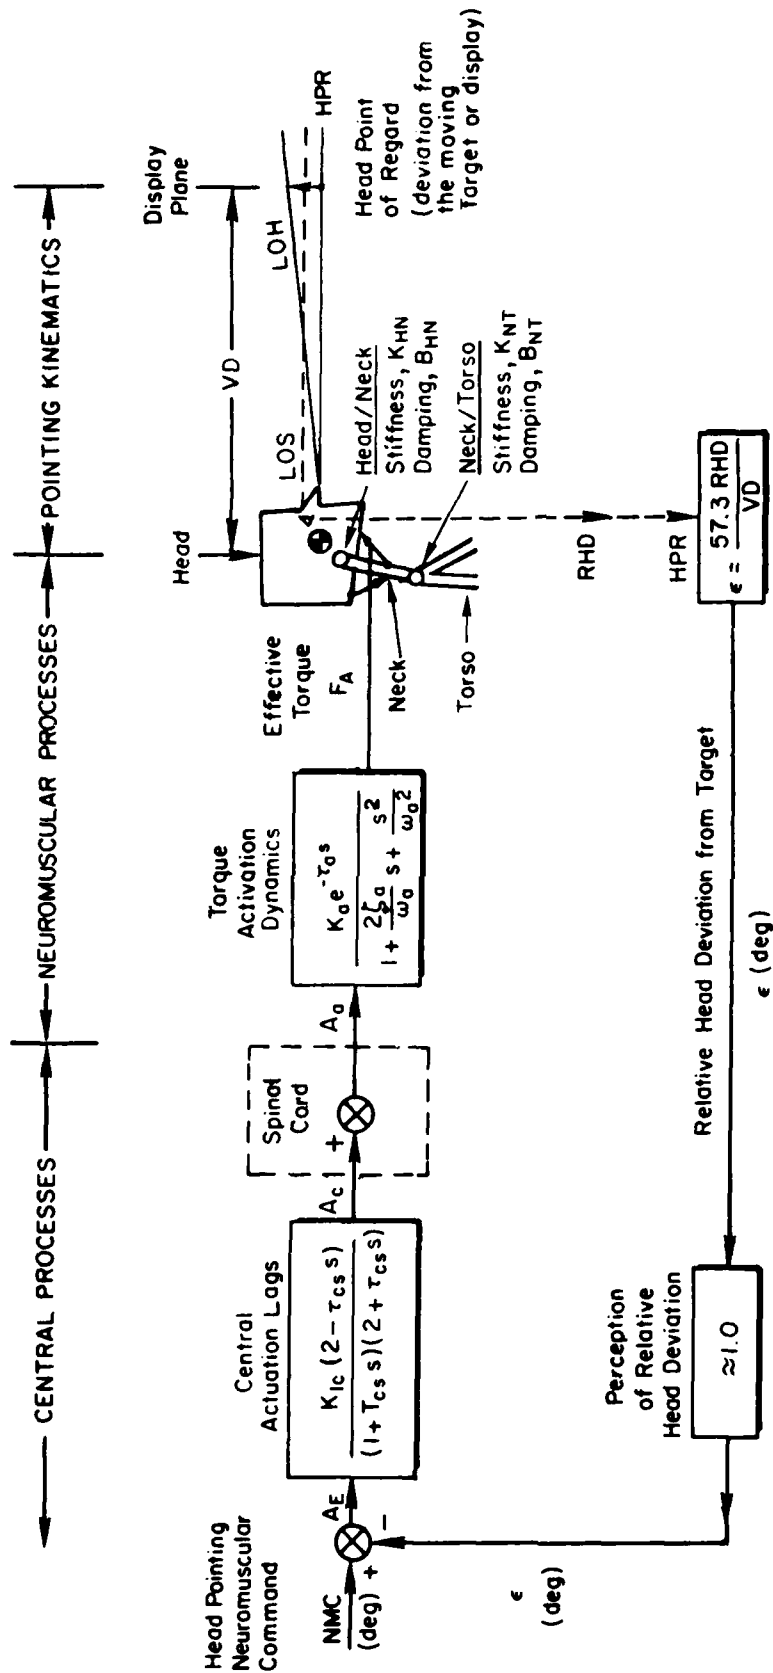 CENTRAL PROCESSES
NEUROMUSCULAR PROCESSES
POINTING KINEMATICS
Head Pointing
Neuromuscular
Command
NMC
(deg)
+
-
A_E
Central
Actuation Lags
K_Ic (2 - τ_cs s)
(1 + T_cs s)(2 + τ_cs s)
A_c
Spinal
Cord
+
A_a
Torque
Activation
Dynamics
K_a e^-τ_a s
1 + 2ζ_a/ω_a s + s²/ω_a²
Effective
Torque
F_A
Head
Neck
Torso
Display
Plane
VD
LOS
LOH
HPR
Head Point
of Regard
(deviation from
the moving
Target or display)
Head/Neck
Stiffness, K_HN
Damping, B_HN
Neck/Torso
Stiffness, K_NT
Damping, B_NT
RHD
HPR
ε = 57.3 RHD
VD
Relative Head Deviation from Target
ε (deg)
Perception
of Relative
Head Deviation
≈1.0
ε
(deg)